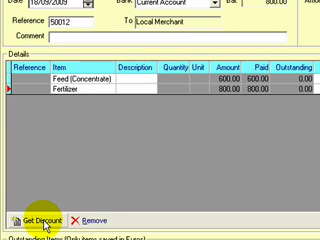 Date 18/09/2009 Bank Current Account Bal 800.00
Reference 50012 To Local Merchant
Comment
Details
Reference Item Description Quantity Unit Amount Paid Outstanding
Feed (Concentrate) 600.00 600.00 0.00
Fertilizer 800.00 800.00 0.00
Get Discount Remove
Outstanding Items (Only items saved in Euros)